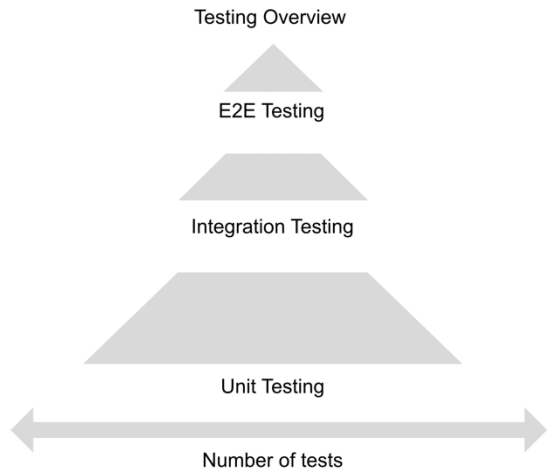 Testing Overview
E2E Testing
Integration Testing
Unit Testing
Number of tests